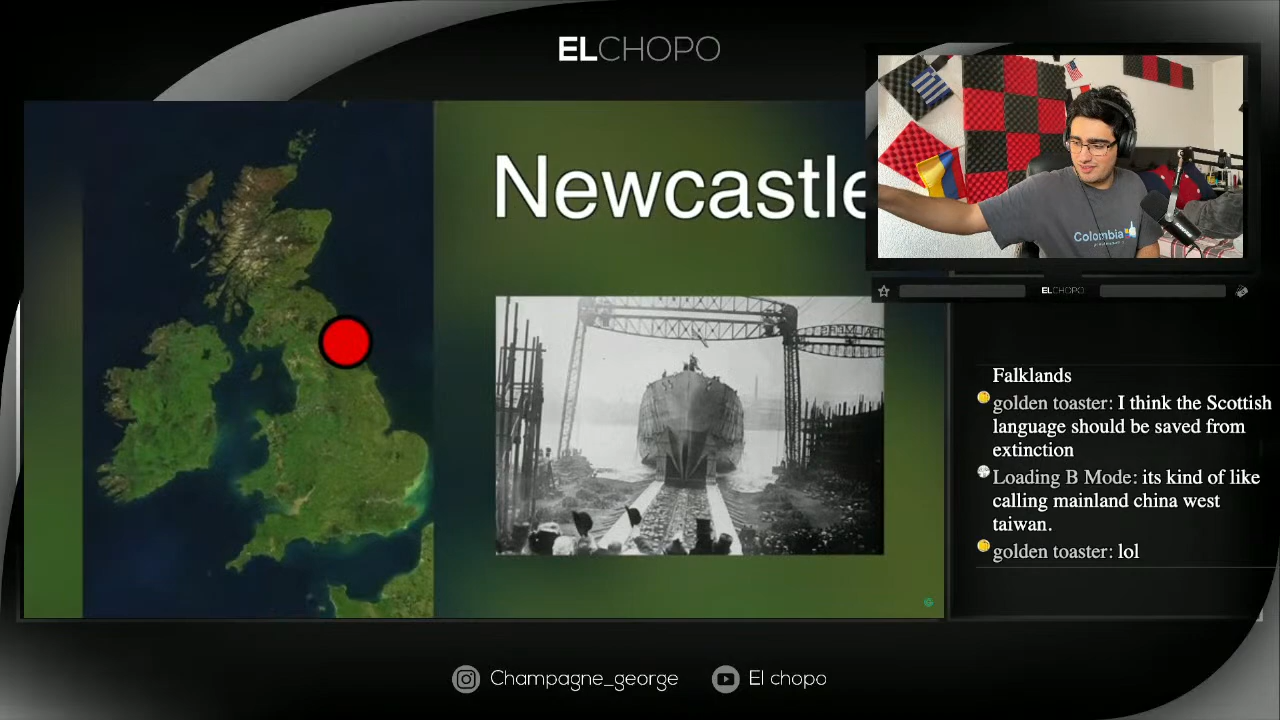 ELCHOPO
Newcastle
Colombia
ELCHOPO
Falklands
golden toaster: I think the Scottish
language should be saved from
extinction
Loading B Mode: its kind of like
calling mainland china west
taiwan.
golden toaster: lol
Champagne_george
El chopo